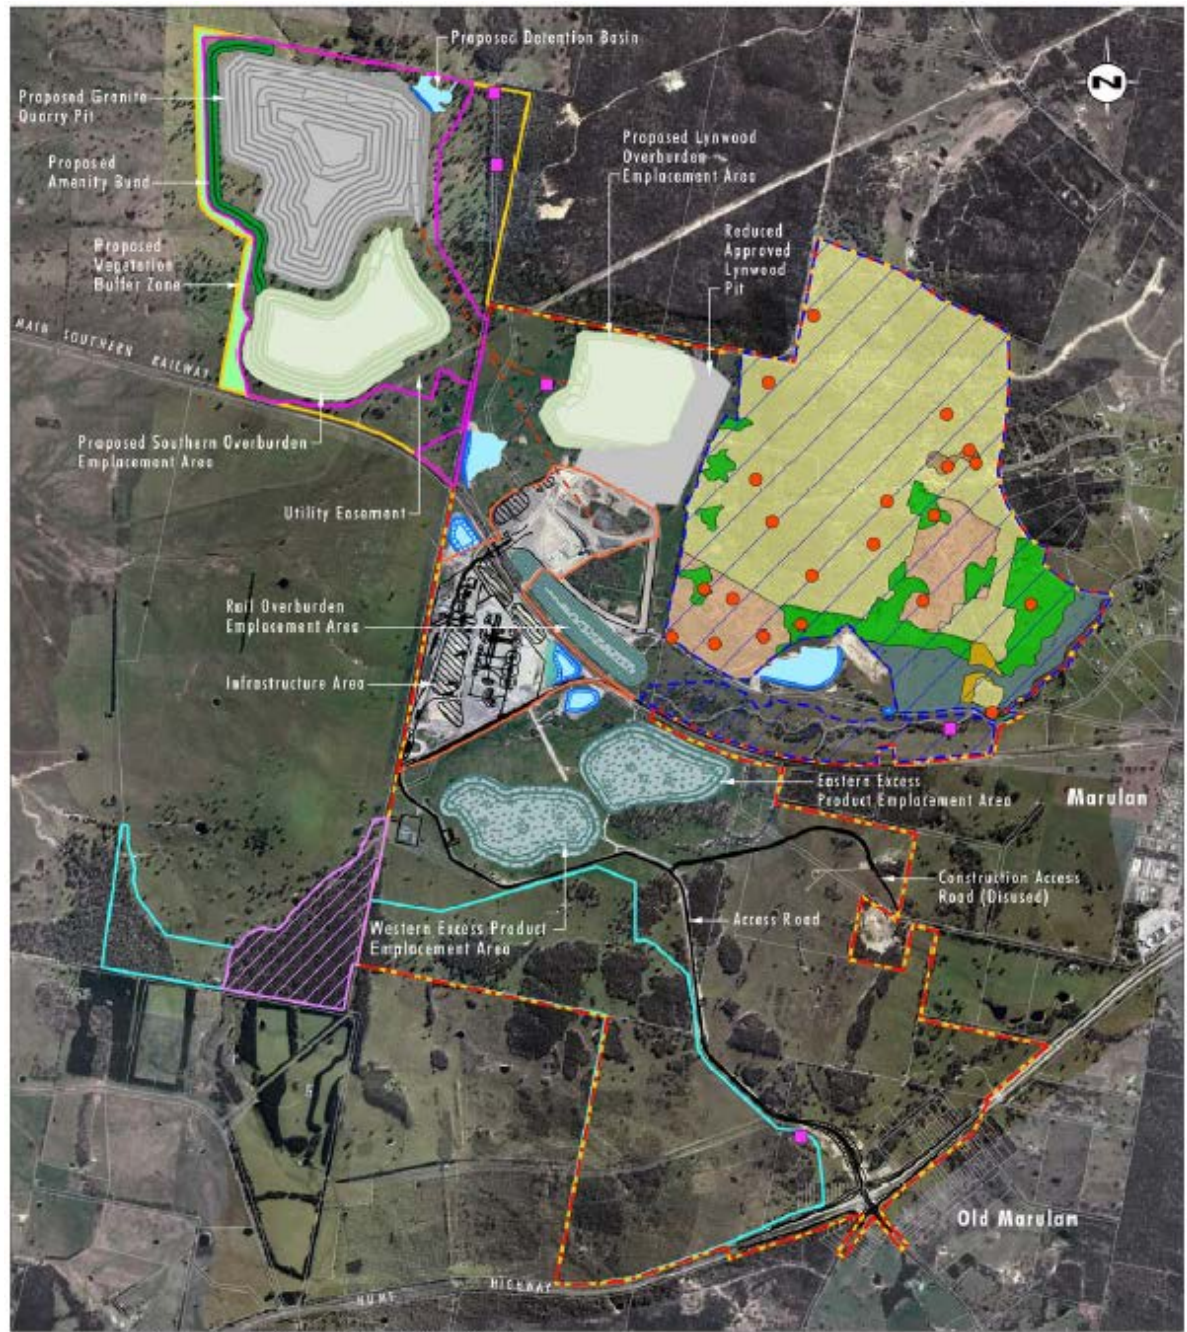 Proposed Detention Basin
Proposed Granite
Quarry Pit
Proposed
Amenity Bund
Proposed
Vegetation
Buffer Zone
Proposed Lynwood
Overburden
Emplacement Area
Reduced
Approved
Lynwood
Pit
MAIN SOUTHERN RAILWAY
Proposed Southern Overburden
Emplacement Area
Utility Easement
Rail Overburden
Emplacement Area
Infrastructure Area
Eastern Excess
Product Emplacement Area
Marulan
Construction Access
Road (Disused)
Access Road
Western Excess Product
Emplacement Area
Old Marulan
HUME HIGHWAY
N